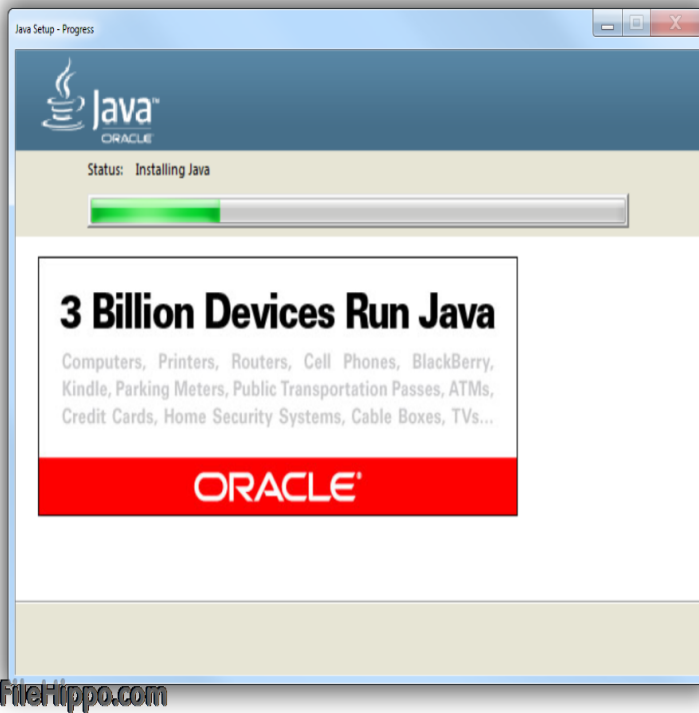 Java Setup - Progress
X
Java™
ORACLE
Status: Installing Java
3 Billion Devices Run Java
Computers, Printers, Routers, Cell Phones, BlackBerry,
Kindle, Parking Meters, Public Transportation Passes, ATMs,
Credit Cards, Home Security Systems, Cable Boxes, TVs...
ORACLE®
FileHippo.com